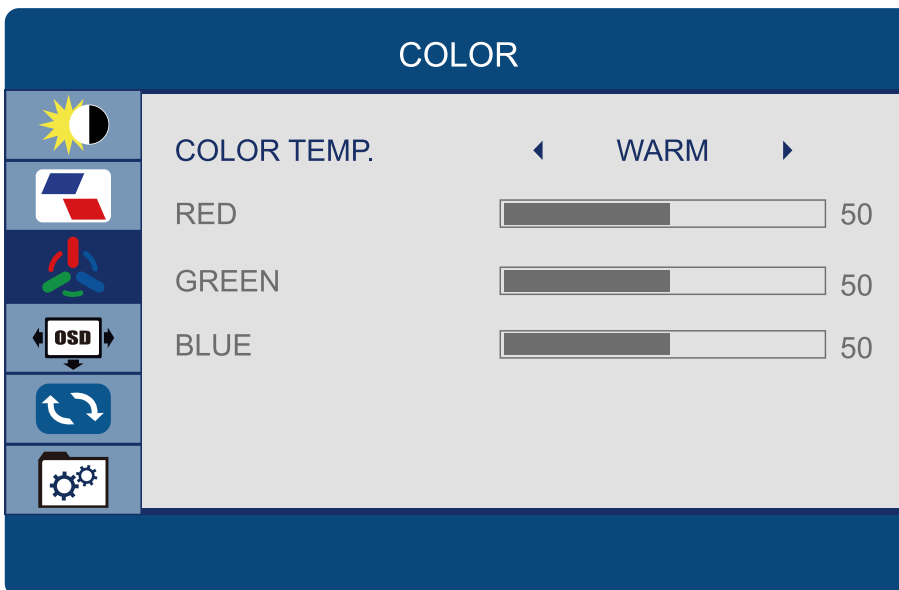 COLOR
COLOR TEMP. WARM
RED 50
GREEN 50
OSD
BLUE 50